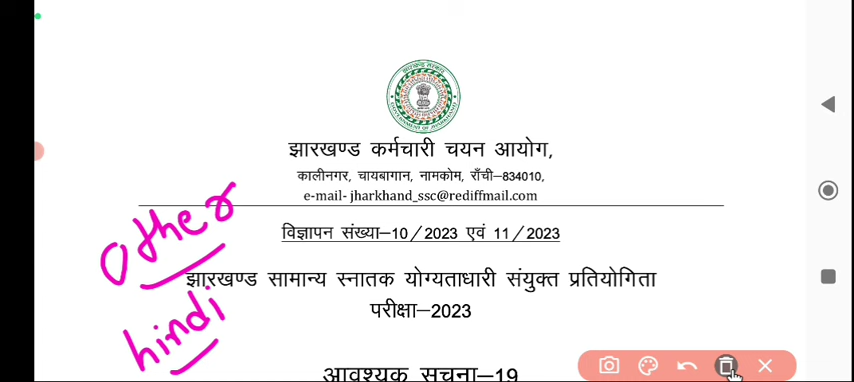 झारखण्ड कर्मचारी चयन आयोग,
कालीनगर, चायबागान, नामकोम, राँची–834010,
e-mail- jharkhand_ssc@rediffmail.com
Other
विज्ञापन संख्या–10/2023 एवं 11/2023
झारखण्ड सामान्य स्नातक योग्यताधारी संयुक्त प्रतियोगिता
परीक्षा–2023
hindi
आवश्यक सूचना–19